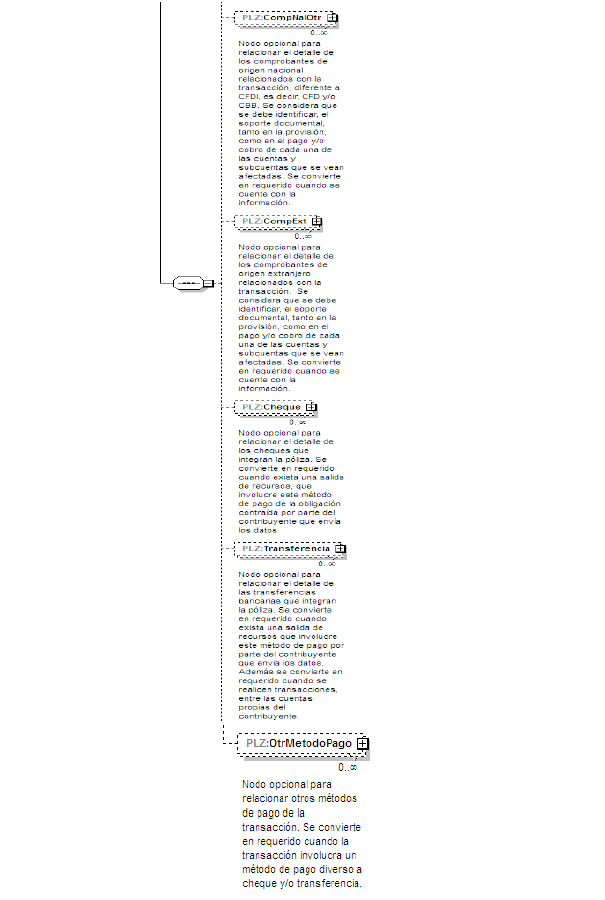 PLZ:CompNalOtr
0..∞
Nodo opcional para
relacionar el detalle de
los comprobantes de
origen nacional
relacionados con la
transacción, diferente a
CFDI, es decir, CFD y/o
CBB. Se considera que
se debe identificar, el
soporte documental,
tanto en la provisión,
como en el pago y/o
cobro de cada una de
las cuentas y
subcuentas que se vean
afectadas. Se convierte
en requerido cuando se
cuente con la
información.
PLZ:CompExt
0..∞
Nodo opcional para
relacionar el detalle de
los comprobantes de
origen extranjero
relacionados con la
transacción. Se
considera que se debe
identificar, el soporte
documental, tanto en la
provisión, como en el
pago y/o cobro de cada
una de las cuentas y
subcuentas que se vean
afectadas. Se convierte
en requerido cuando se
cuente con la
información.
PLZ:Cheque
0..∞
Nodo opcional para
relacionar el detalle de
los cheques que
integran la póliza. Se
convierte en requerido
cuando exista una salida
de recursos, que
involucre este método
de pago de la obligación
contraída por parte del
contribuyente que envía
los datos
PLZ:Transferencia
0..∞
Nodo opcional para
relacionar el detalle de
las transferencias
bancarias que integran
la póliza. Se convierte
en requerido cuando
exista una salida de
recursos que involucre
este método de pago por
parte del contribuyente
que envía los datos.
Además se convierte en
requerido cuando se
realicen transacciones,
entre las cuentas
propias del
contribuyente.
PLZ:OtrMetodoPago
0..∞
Nodo opcional para
relacionar otros métodos
de pago de la
transacción. Se convierte
en requerido cuando la
transacción involucra un
método de pago diverso a
cheque y/o transferencia.